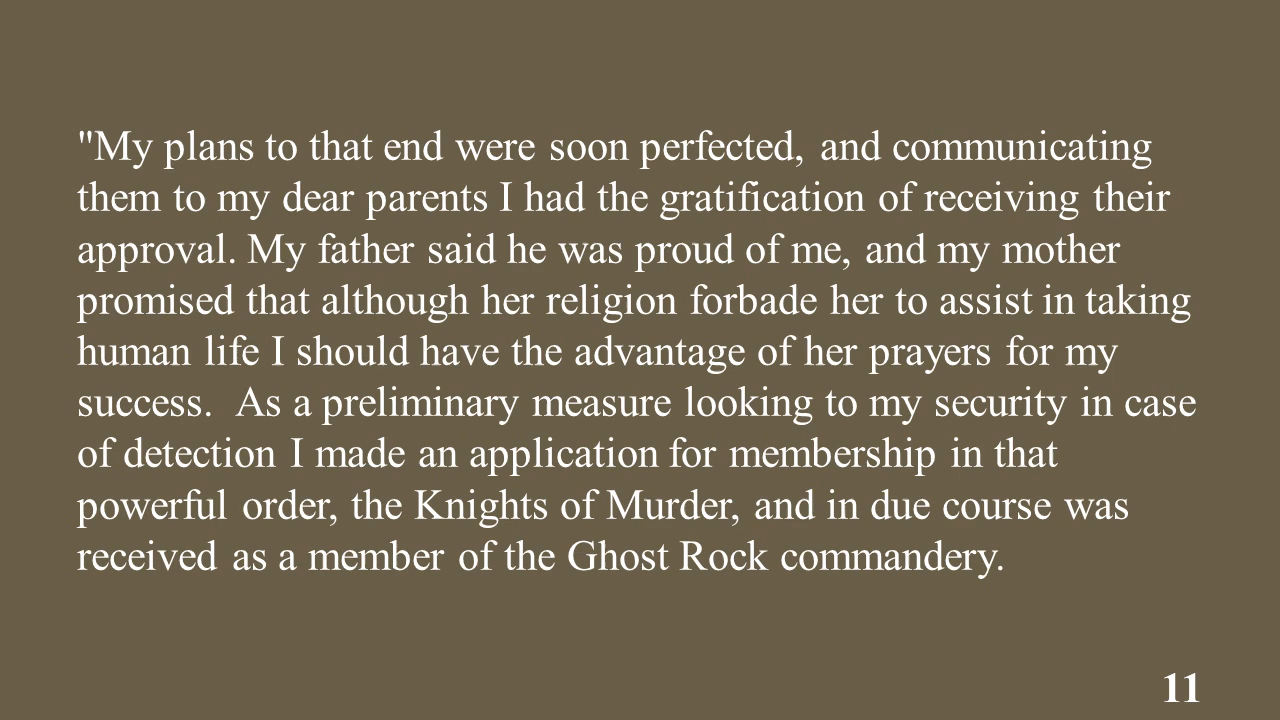 "My plans to that end were soon perfected, and communicating
them to my dear parents I had the gratification of receiving their
approval. My father said he was proud of me, and my mother
promised that although her religion forbade her to assist in taking
human life I should have the advantage of her prayers for my
success.  As a preliminary measure looking to my security in case
of detection I made an application for membership in that
powerful order, the Knights of Murder, and in due course was
received as a member of the Ghost Rock commandery.
11